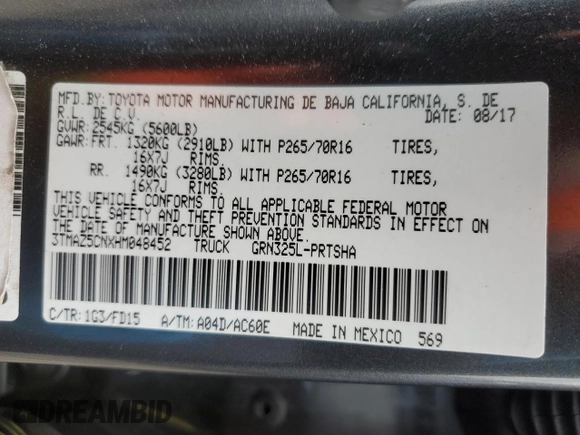 MFD.BY: TOYOTA MOTOR MANUFACTURING DE BAJA CALIFORNIA, S. DE
R.L. DE C.V. DATE: 08/17
GVWR: 2545KG (5600LB)
GAWR: FRT. 1320KG (2910LB) WITH P265/70R16 TIRES,
16X7J RIMS.
RR. 1490KG (3280LB) WITH P265/70R16 TIRES,
16X7J RIMS.
THIS VEHICLE CONFORMS TO ALL APPLICABLE FEDERAL MOTOR
VEHICLE SAFETY AND THEFT PREVENTION STANDARDS IN EFFECT ON
THE DATE OF MANUFACTURE SHOWN ABOVE.
3TMAZ5CNXHM048452 TRUCK GRN325L-PRTSHA
C/TR: 1G3/FD15 A/TM: A04D/AC60E MADE IN MEXICO 569
DREAMBID